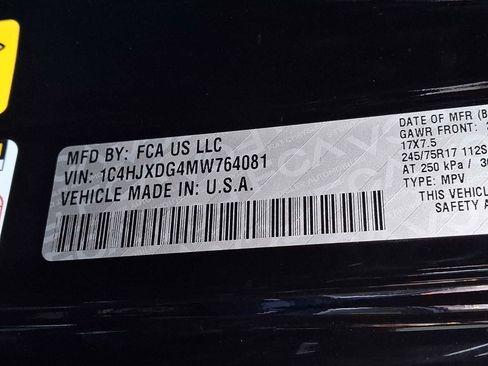 MFD BY: FCA US LLC
VIN: 1C4HJXDG4MW764081
VEHICLE MADE IN: U.S.A.
DATE OF MFR (B
GAWR FRONT:
17X7.5
245/75R17 112S
AT 250 kPa / 3
TYPE: MPV
THIS VEHICL
SAFETY A